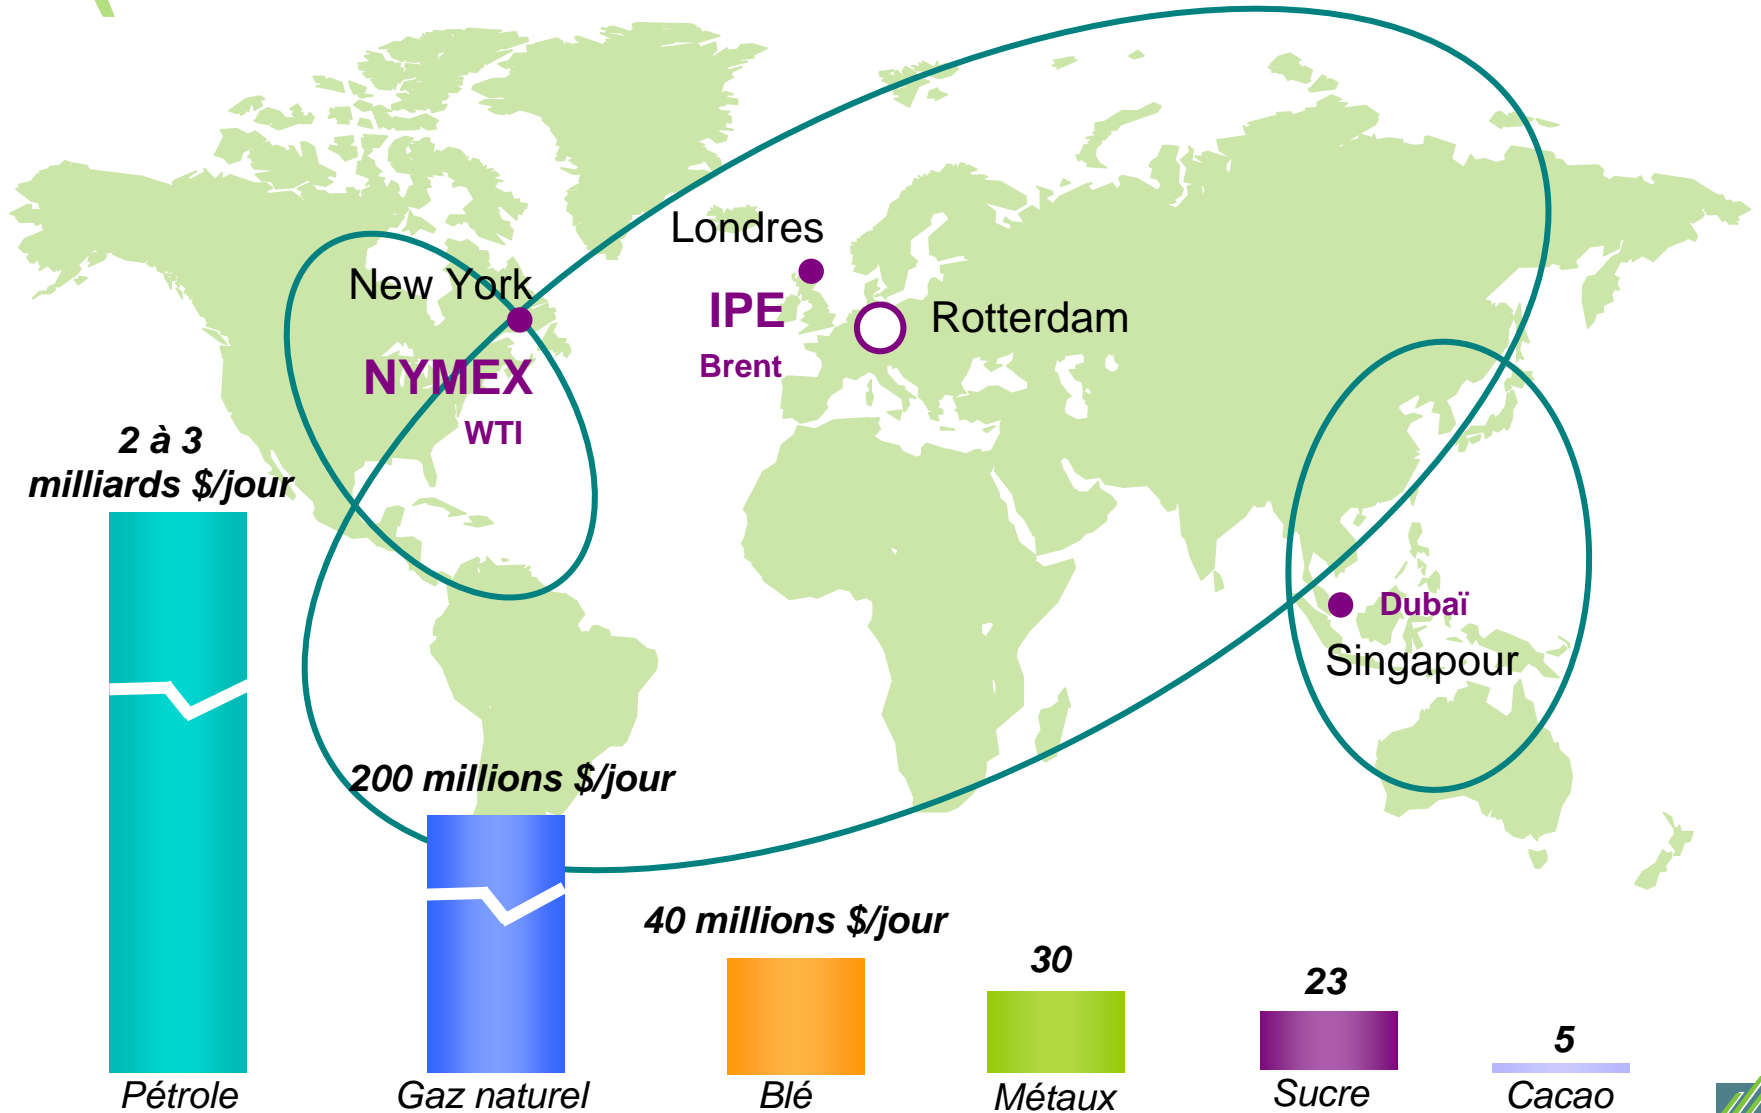 Londres
New York
IPE
Rotterdam
Brent
NYMEX
WTI
2 à 3
milliards $/jour
Dubaï
Singapour
200 millions $/jour
40 millions $/jour
30
23
5
Pétrole
Gaz naturel
Blé
Métaux
Sucre
Cacao